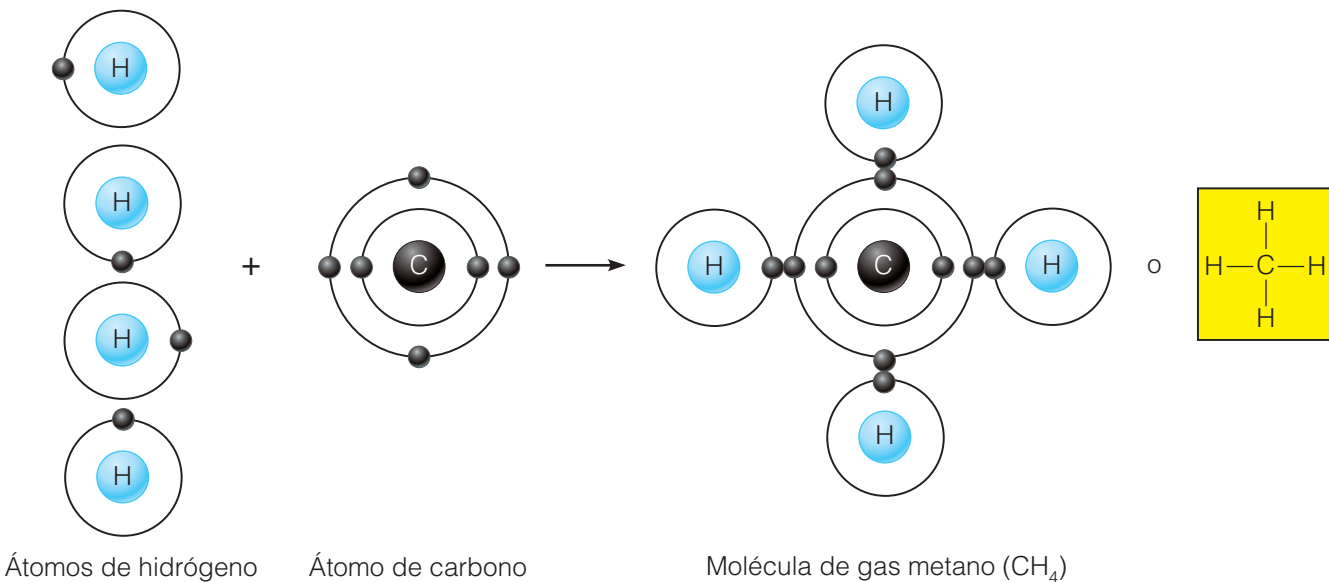 H
H
H
H
+
C
H
H
C
H
H
o
H
H—C—H
H
Átomos de hidrógeno
Átomo de carbono
Molécula de gas metano (CH₄)